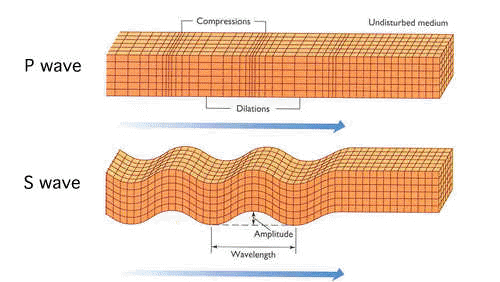 Compressions
Undisturbed medium
P wave
Dilations
S wave
Amplitude
Wavelength